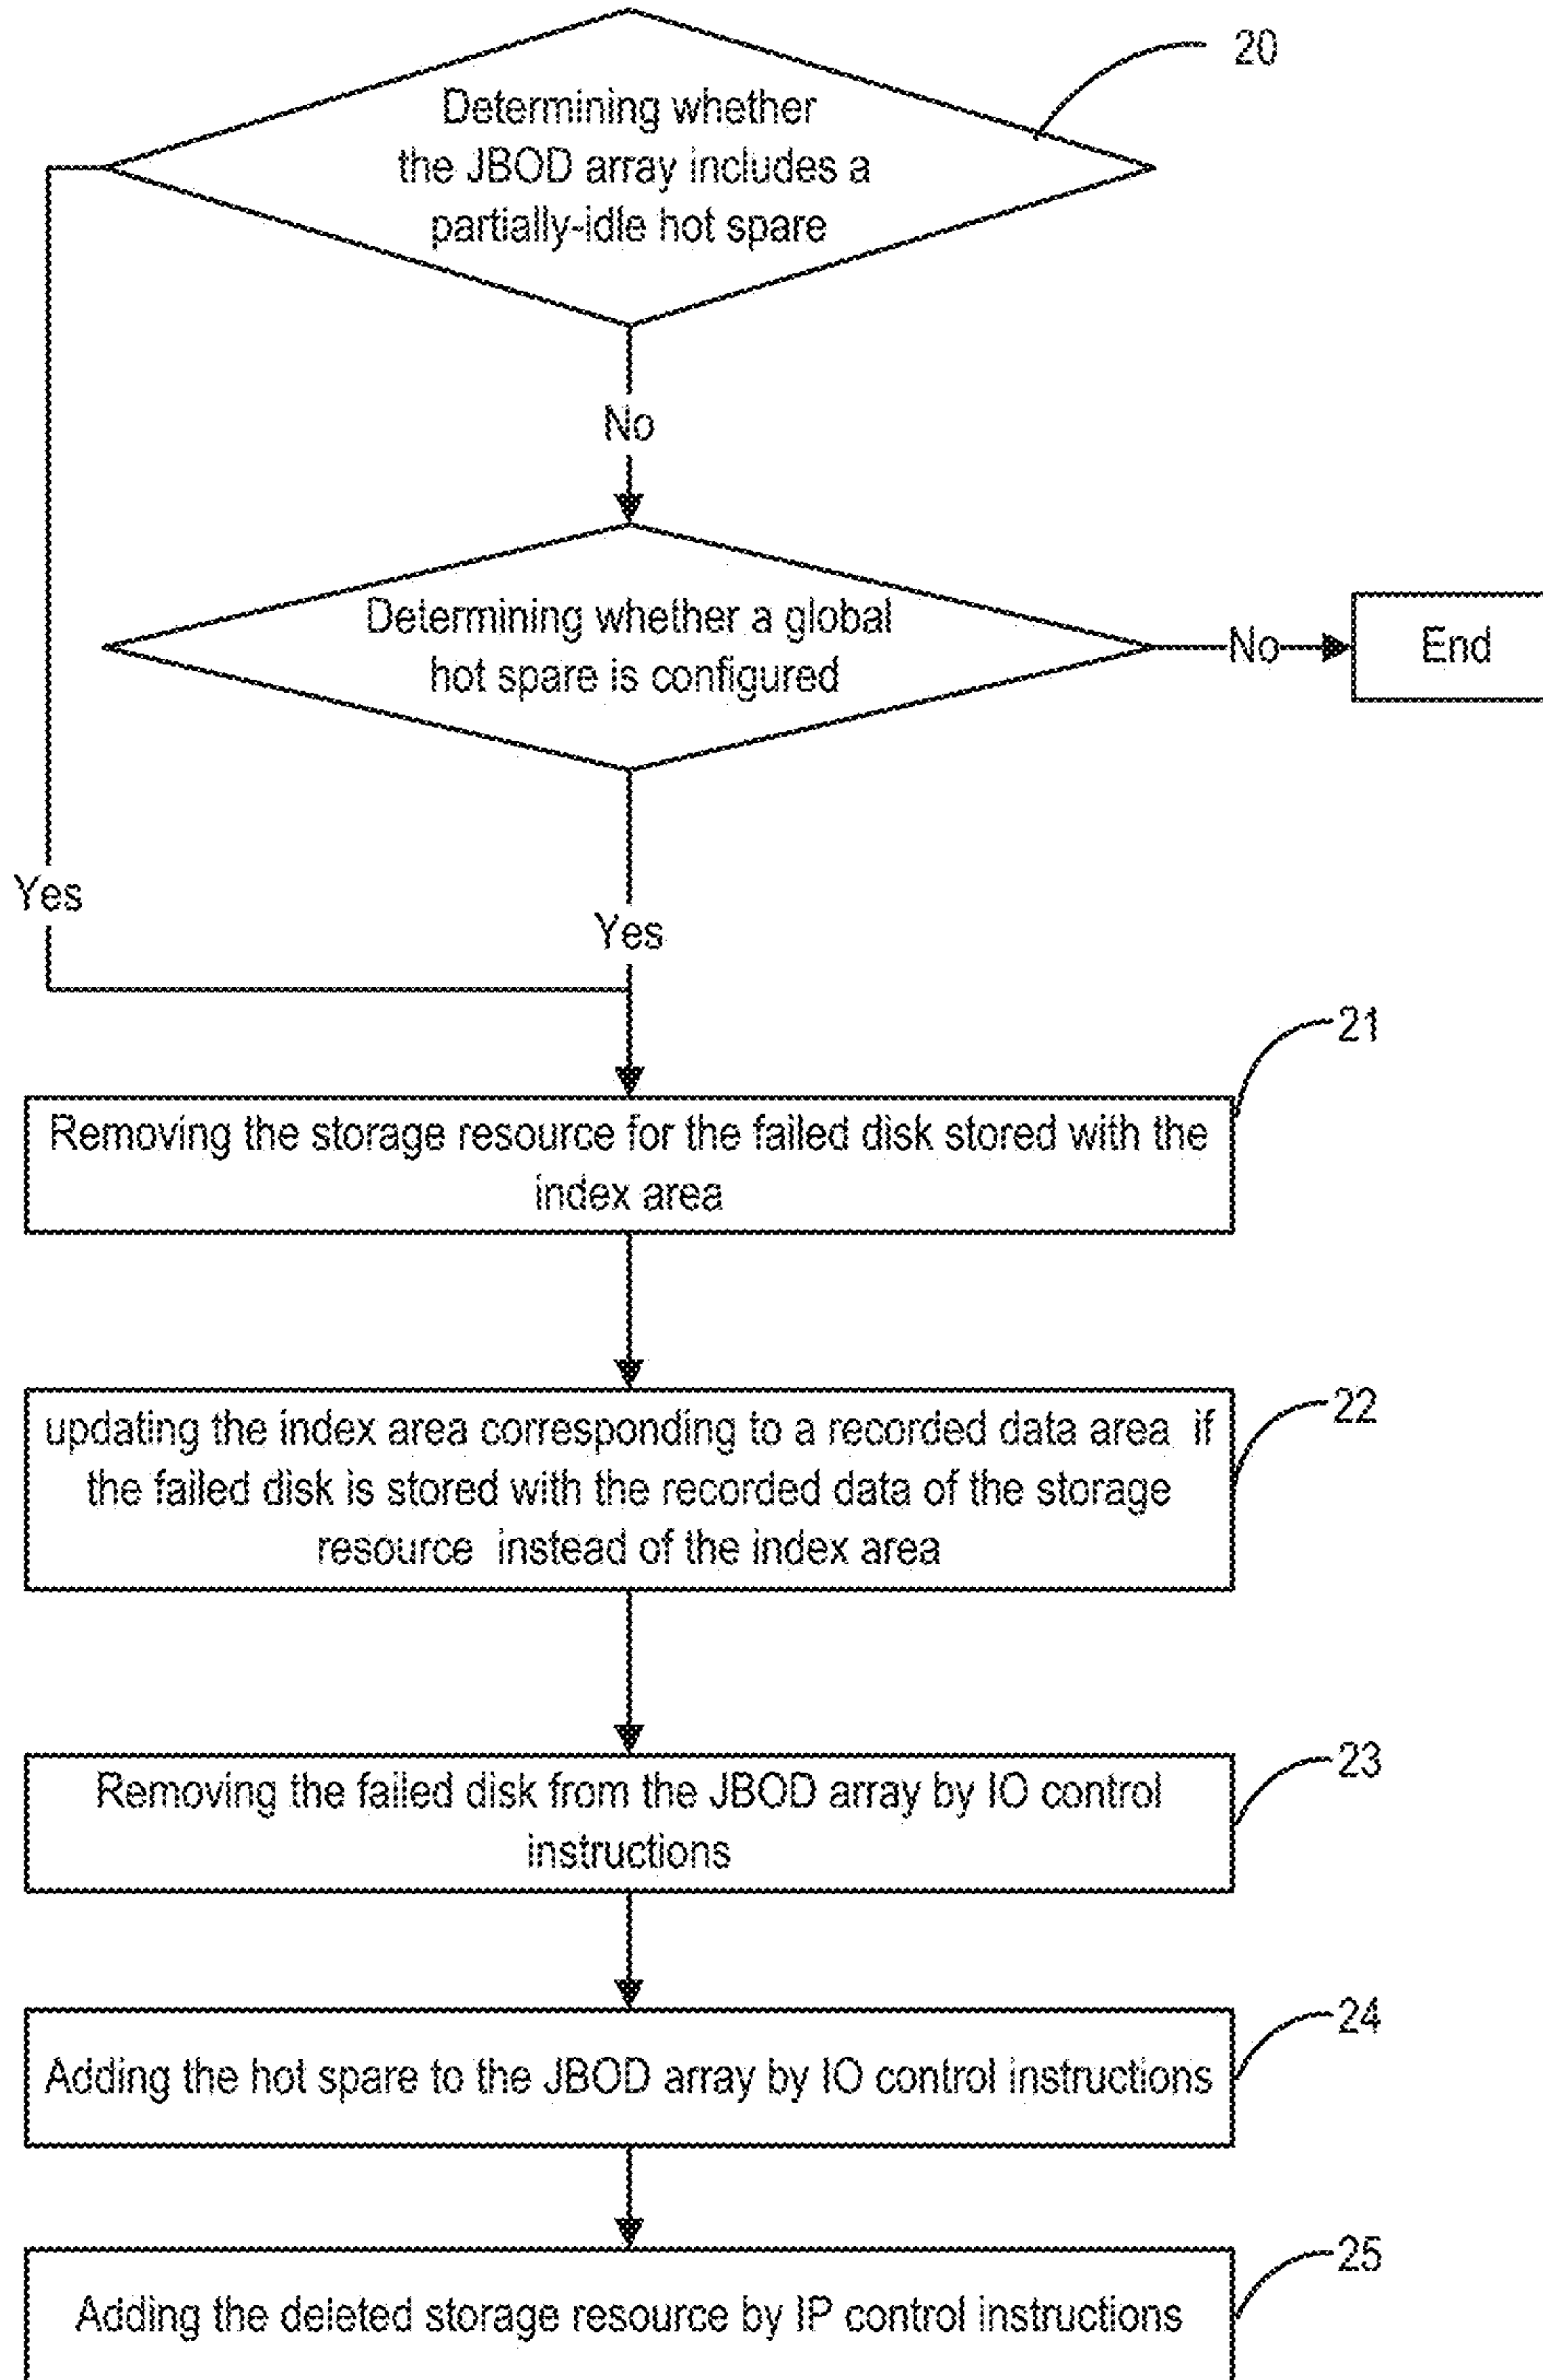 20
Determining whether
the JBOD array includes a
partially-idle hot spare
No
Determining whether a global
hot spare is configured
No
End
Yes
Yes
21
Removing the storage resource for the failed disk stored with the
index area
22
updating the index area corresponding to a recorded data area if
the failed disk is stored with the recorded data of the storage
resource instead of the index area
23
Removing the failed disk from the JBOD array by IO control
instructions
24
Adding the hot spare to the JBOD array by IO control instructions
25
Adding the deleted storage resource by IP control instructions